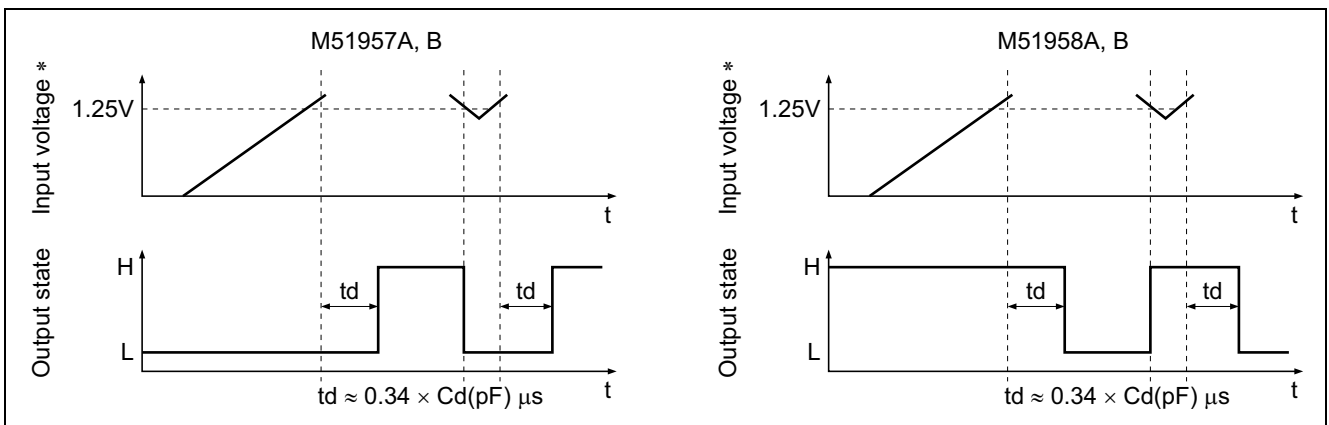 M51957A, B
Input voltage *
1.25V
t
Output state
H
L
td
td
t
td ≈ 0.34 × Cd(pF) μs
M51958A, B
Input voltage *
1.25V
t
Output state
H
L
td
td
t
td ≈ 0.34 × Cd(pF) μs